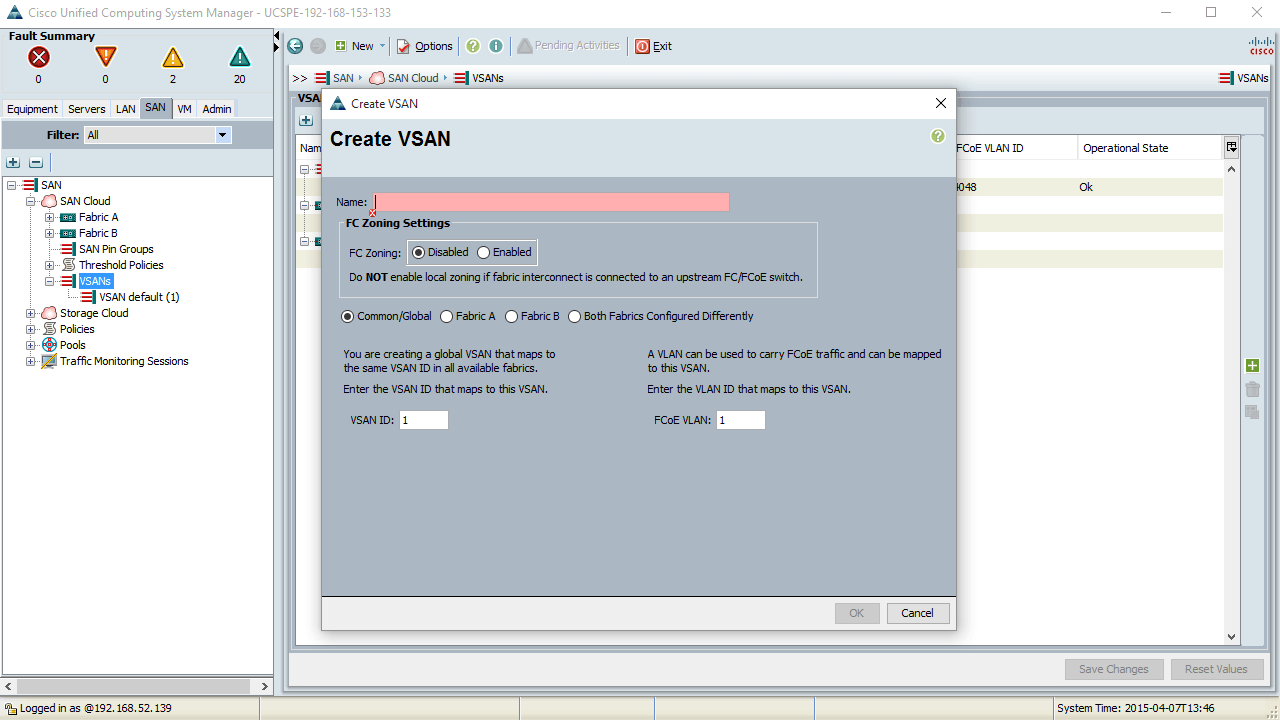 Cisco Unified Computing System Manager - UCSPE-192-168-153-133
Fault Summary
0 0 2 20
New Options Pending Activities Exit
CISCO
>> SAN SAN Cloud VSANs VSANs
Equipment Servers LAN SAN VM Admin
Filter: All
SAN
SAN Cloud
Fabric A
Fabric B
SAN Pin Groups
Threshold Policies
VSANs
VSAN default (1)
Storage Cloud
Policies
Pools
Traffic Monitoring Sessions
FCoE VLAN ID Operational State
4048 Ok
Create VSAN
Create VSAN
Name:
FC Zoning Settings
FC Zoning: Disabled Enabled
Do NOT enable local zoning if fabric interconnect is connected to an upstream FC/FCoE switch.
Common/Global Fabric A Fabric B Both Fabrics Configured Differently
You are creating a global VSAN that maps to
the same VSAN ID in all available fabrics.
Enter the VSAN ID that maps to this VSAN.
VSAN ID: 1
A VLAN can be used to carry FCoE traffic and can be mapped
to this VSAN.
Enter the VLAN ID that maps to this VSAN.
FCoE VLAN: 1
OK Cancel
Save Changes Reset Values
Logged in as @192.168.52.139
System Time: 2015-04-07T13:46